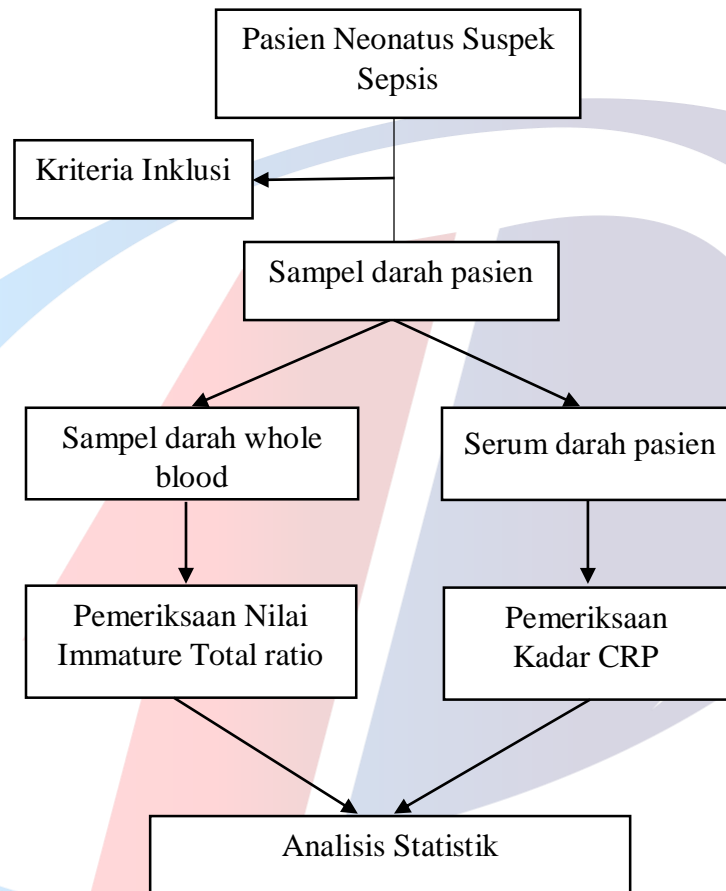 Pasien Neonatus Suspek
Sepsis
Kriteria Inklusi
Sampel darah pasien
Sampel darah whole
blood
Serum darah pasien
Pemeriksaan Nilai
Immature Total ratio
Pemeriksaan
Kadar CRP
Analisis Statistik